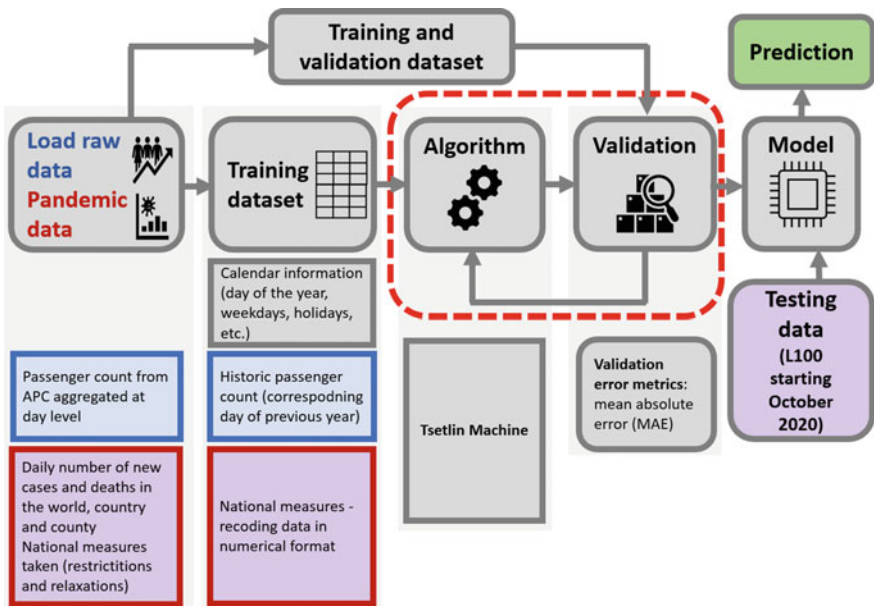 Training and
validation dataset
Prediction
Load raw
data
Pandemic
data
Training
dataset
Algorithm
Validation
Model
Calendar information
(day of the year,
weekdays, holidays,
etc.)
Testing
data
(L100
starting
October
2020)
Passenger count from
APC aggregated at
day level
Historic passenger
count (correspodning
day of previous year)
Tsetlin Machine
Validation
error metrics:
mean absolute
error (MAE)
Daily number of new
cases and deaths in
the world, country
and county
National measures
taken (restrictitions
and relaxations)
National measures -
recoding data in
numerical format